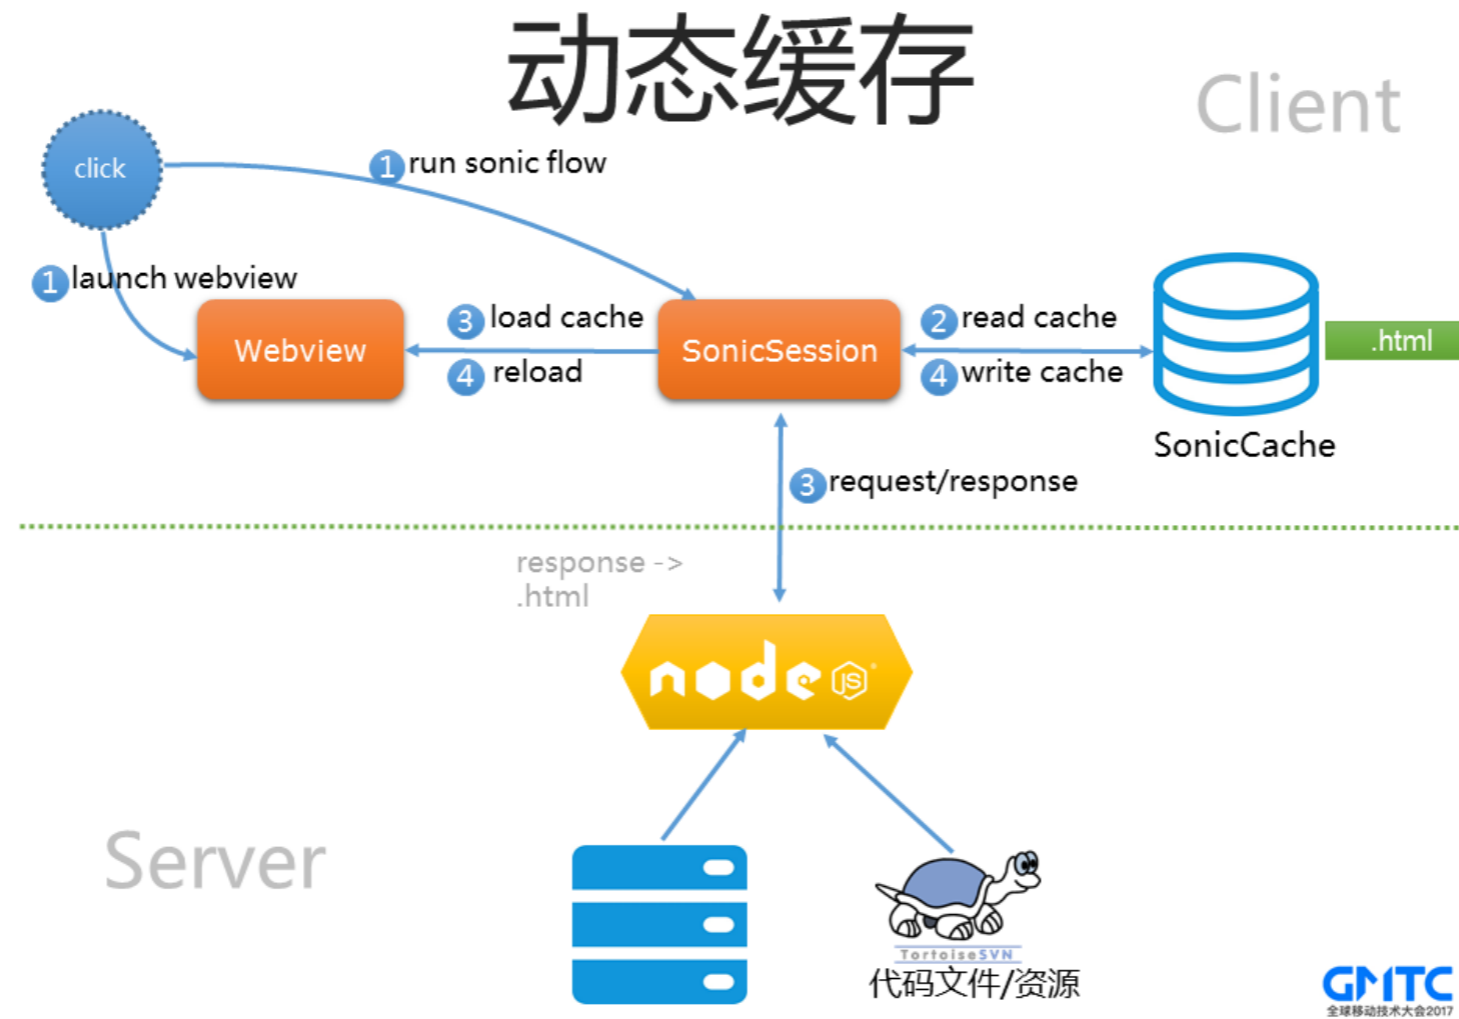 动态缓存
Client
click
1 run sonic flow
1 launch webview
Webview
3 load cache
4 reload
SonicSession
2 read cache
4 write cache
.html
SonicCache
3 request/response
response ->
.html
node JS
Server
TortoiseSVN
代码文件/资源
GMTC
全球移动技术大会2017